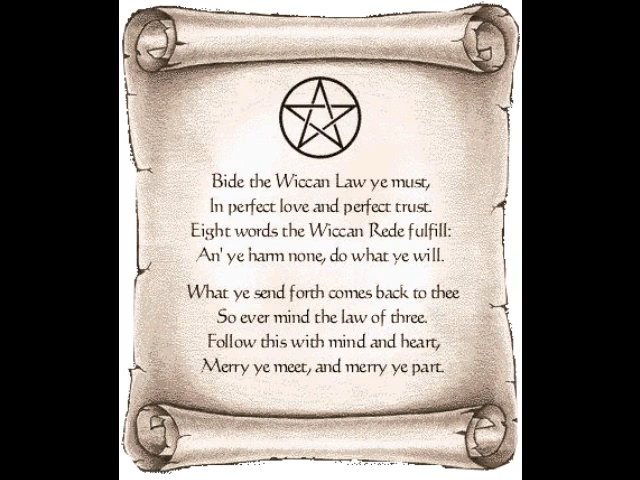 Bide the Wiccan Law ye must,
In perfect love and perfect trust.
Eight words the Wiccan Rede fulfill:
An' ye harm none, do what ye will.
What ye send forth comes back to thee
So ever mind the law of three.
Follow this with mind and heart,
Merry ye meet, and merry ye part.